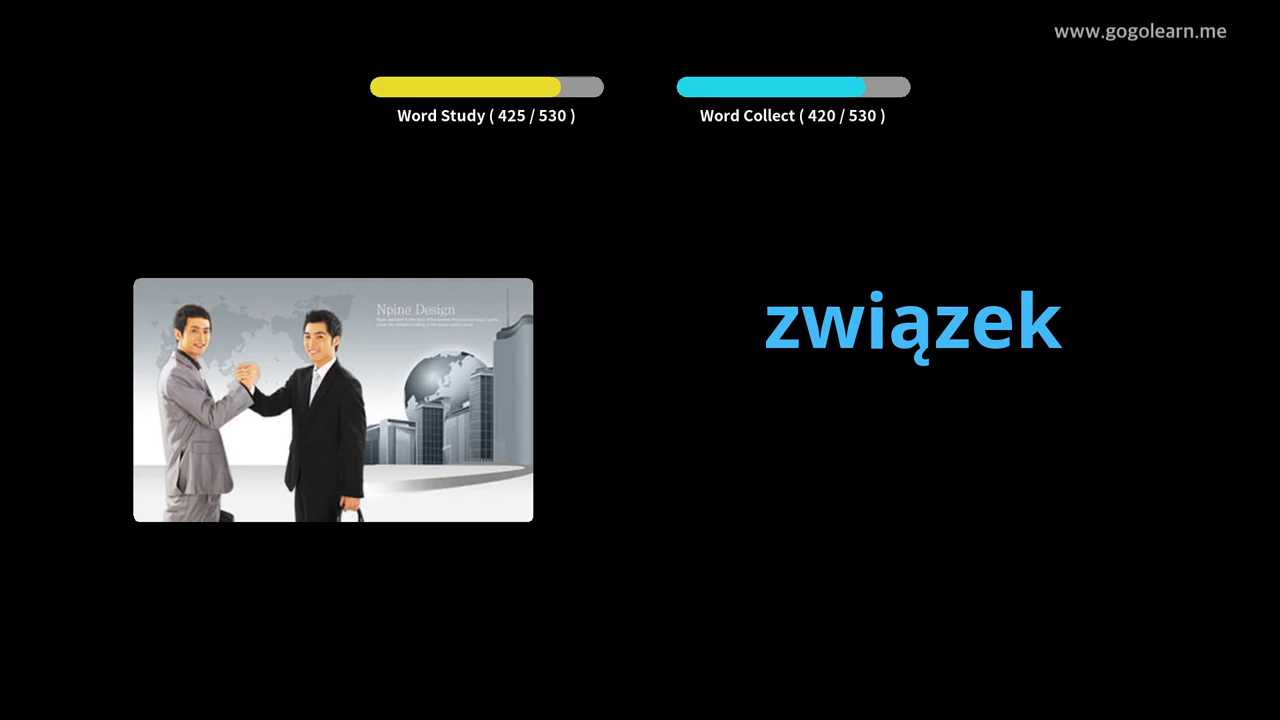 www.gogolearn.me
Word Study ( 425 / 530 )
Word Collect ( 420 / 530 )
Npine Design
związek